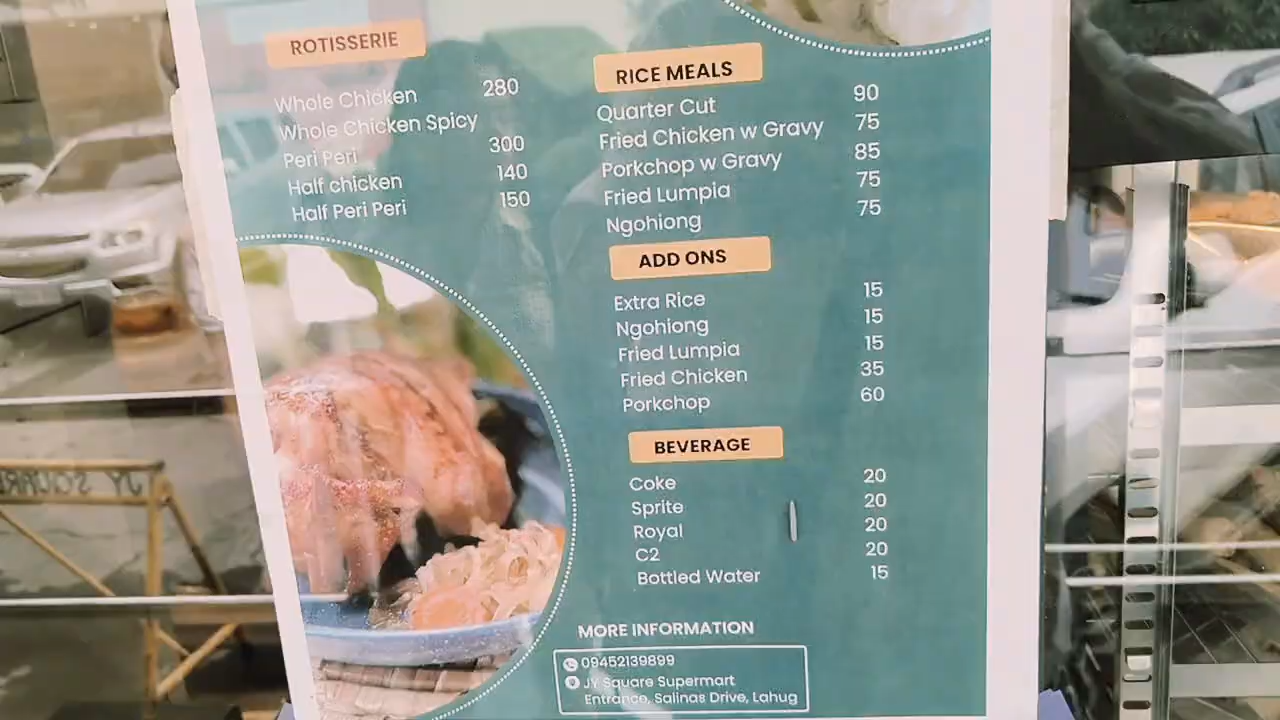 ROTISSERIE
Whole Chicken 280
Whole Chicken Spicy
Peri Peri 300
Half chicken 140
Half Peri Peri 150
RICE MEALS
Quarter Cut 90
Fried Chicken w Gravy 75
Porkchop w Gravy 85
Fried Lumpia 75
Ngohiong 75
ADD ONS
Extra Rice 15
Ngohiong 15
Fried Lumpia 15
Fried Chicken 35
Porkchop 60
BEVERAGE
Coke 20
Sprite 20
Royal 20
C2 20
Bottled Water 15
MORE INFORMATION
09452139899
JY Square Supermart
Entrance, Salinas Drive, Lahug
JY SQUARE